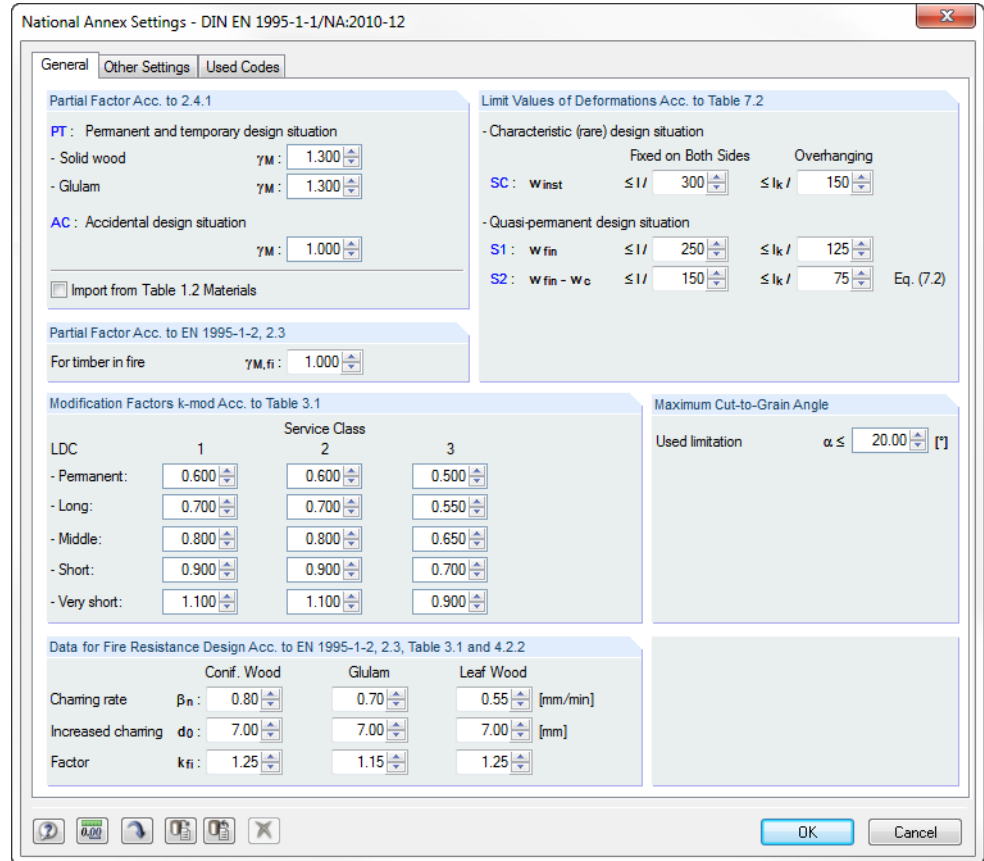 National Annex Settings - DIN EN 1995-1-1/NA:2010-12
General Other Settings Used Codes
Partial Factor Acc. to 2.4.1
PT : Permanent and temporary design situation
- Solid wood γM : 1.300
- Glulam γM : 1.300
AC : Accidental design situation
γM : 1.000
Import from Table 1.2 Materials
Limit Values of Deformations Acc. to Table 7.2
- Characteristic (rare) design situation
Fixed on Both Sides Overhanging
SC : w inst ≤ l / 300 ≤ lk / 150
- Quasi-permanent design situation
S1 : w fin ≤ l / 250 ≤ lk / 125
S2 : w fin - w c ≤ l / 150 ≤ lk / 75 Eq. (7.2)
Partial Factor Acc. to EN 1995-1-2, 2.3
For timber in fire γM,fi : 1.000
Modification Factors k-mod Acc. to Table 3.1
Service Class
LDC 1 2 3
- Permanent: 0.600 0.600 0.500
- Long: 0.700 0.700 0.550
- Middle: 0.800 0.800 0.650
- Short: 0.900 0.900 0.700
- Very short: 1.100 1.100 0.900
Maximum Cut-to-Grain Angle
Used limitation α ≤ 20.00 [°]
Data for Fire Resistance Design Acc. to EN 1995-1-2, 2.3, Table 3.1 and 4.2.2
Conif. Wood Glulam Leaf Wood
Charring rate βn : 0.80 0.70 0.55 [mm/min]
Increased charring d0 : 7.00 7.00 7.00 [mm]
Factor kfi : 1.25 1.15 1.25
0.00
OK Cancel